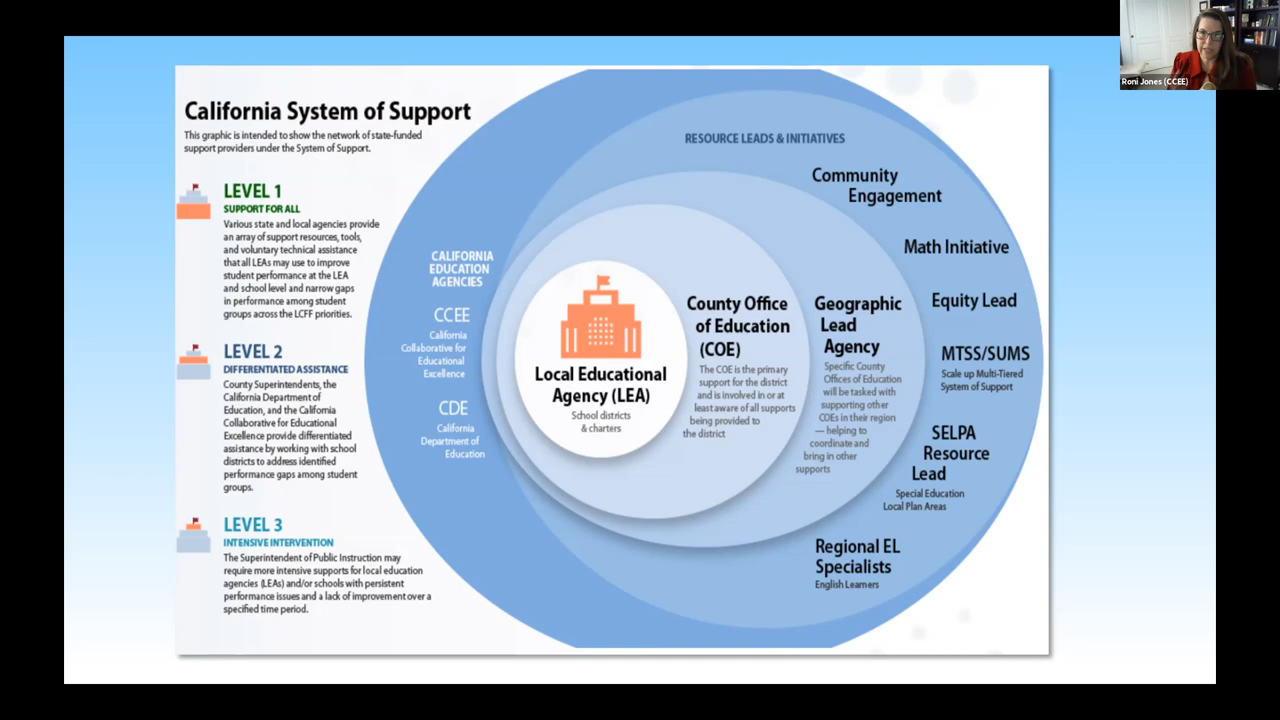 California System of Support
This graphic is intended to show the network of state-funded
support providers under the System of Support.
LEVEL 1
SUPPORT FOR ALL
Various state and local agencies provide
an array of support resources, tools,
and voluntary technical assistance
that all LEAs may use to improve
student performance at the LEA
and school level and narrow gaps
in performance among student
groups across the LCFF priorities.
LEVEL 2
DIFFERENTIATED ASSISTANCE
County Superintendents, the
California Department of
Education, and the California
Collaborative for Educational
Excellence provide differentiated
assistance by working with school
districts to address identified
performance gaps among student
groups.
LEVEL 3
INTENSIVE INTERVENTION
The Superintendent of Public Instruction may
require more intensive supports for local education
agencies (LEAs) and/or schools with persistent
performance issues and a lack of improvement over a
specified time period.
CALIFORNIA
EDUCATION
AGENCIES
CCEE
California
Collaborative for
Educational
Excellence
CDE
California
Department of
Education
Local Educational
Agency (LEA)
School districts
& charters
County Office
of Education
(COE)
The COE is the primary
support for the district
and is involved in or at
least aware of all supports
being provided to
the district
Geographic
Lead
Agency
Specific County
Offices of Education
will be tasked with
supporting other
COEs in their region
— helping to
coordinate and
bring in other
supports
RESOURCE LEADS & INITIATIVES
Community
Engagement
Math Initiative
Equity Lead
MTSS/SUMS
Scale up Multi-Tiered
System of Support
SELPA
Resource
Lead
Special Education
Local Plan Areas
Regional EL
Specialists
English Learners
Roni Jones (CCEE)